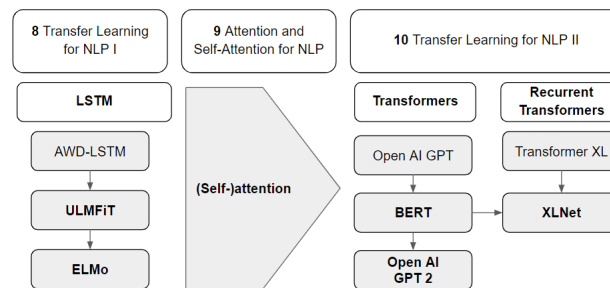 8 Transfer Learning
for NLP I
9 Attention and
Self-Attention for NLP
10 Transfer Learning for NLP II
LSTM
Transformers
Recurrent
Transformers
AWD-LSTM
Open AI GPT
Transformer XL
(Self-)attention
ULMFiT
BERT
XLNet
ELMo
Open AI
GPT 2